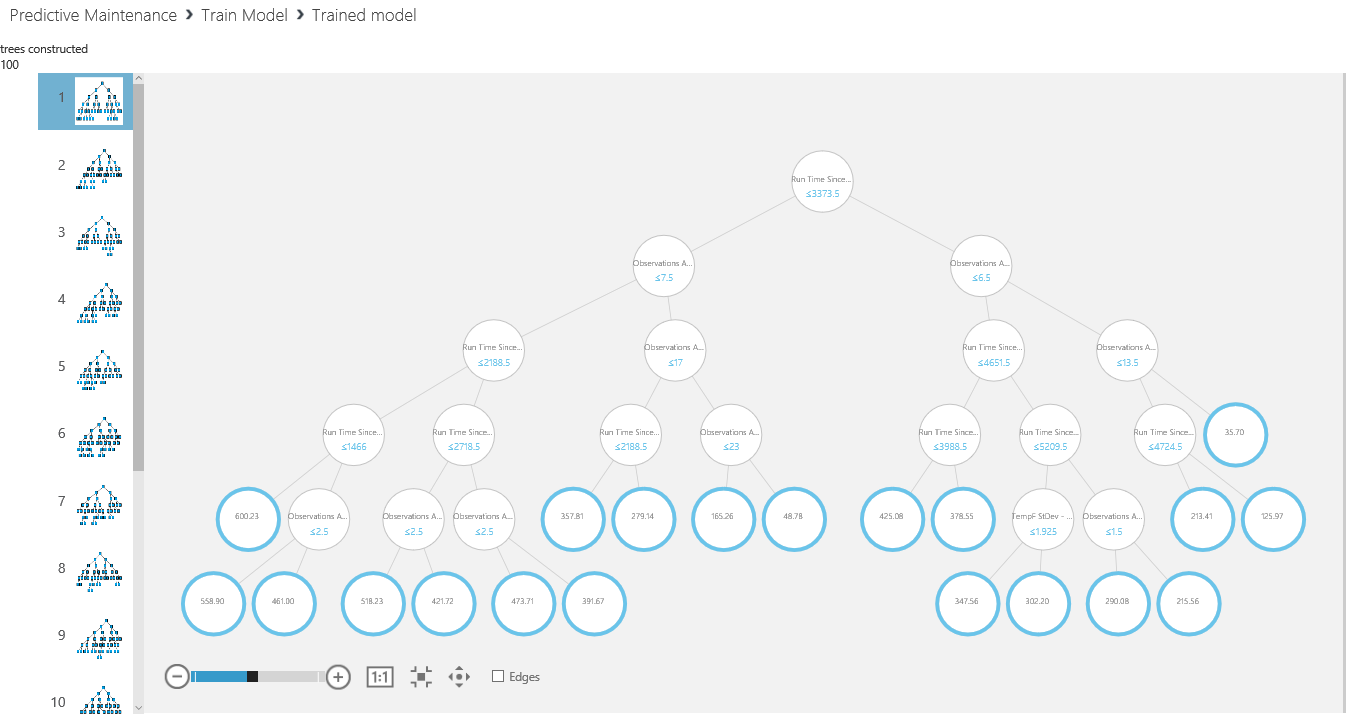 Predictive Maintenance › Train Model › Trained model
trees constructed
100
1
2
3
4
5
6
7
8
9
10
Run Time Since...
≤3373.5
Observations A...
≤7.5
Observations A...
≤6.5
Run Time Since...
≤2188.5
Observations A...
≤17
Run Time Since...
≤4651.5
Observations A...
≤13.5
Run Time Since...
≤1466
Run Time Since...
≤2718.5
Run Time Since...
≤2188.5
Observations A...
≤23
Run Time Since...
≤3988.5
Run Time Since...
≤5209.5
Run Time Since...
≤4724.5
35.70
600.23
Observations A...
≤2.5
Observations A...
≤2.5
Observations A...
≤2.5
357.81
279.14
165.26
48.78
425.08
378.55
TempF StDev - ...
≤1.925
Observations A...
≤1.5
213.41
125.97
558.90
461.00
518.23
421.72
473.71
391.67
347.56
302.20
290.08
215.56
1:1
Edges